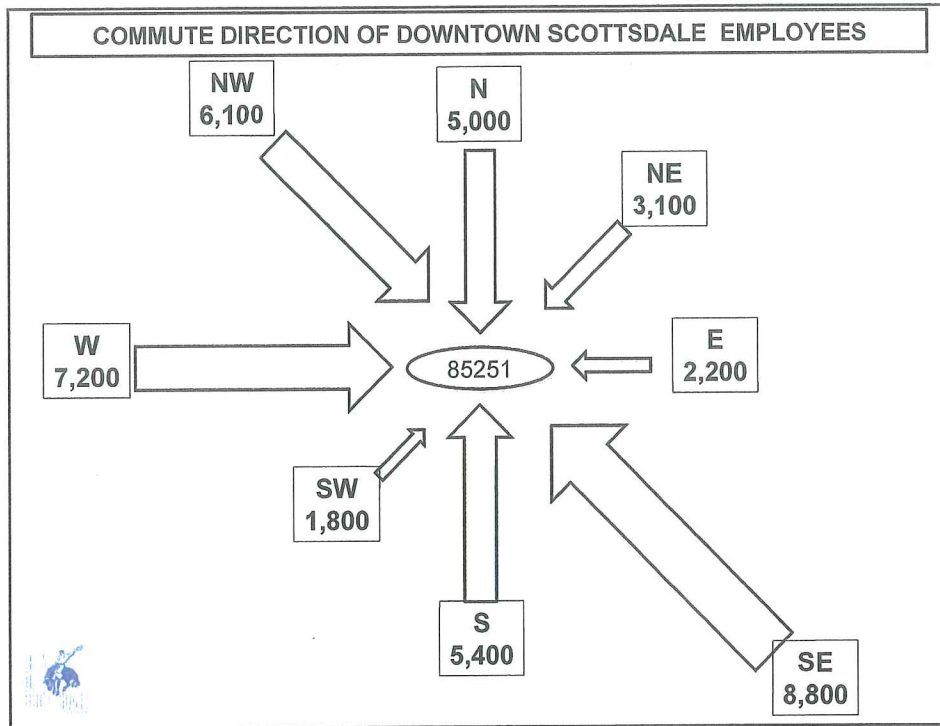 COMMUTE DIRECTION OF DOWNTOWN SCOTTSDALE EMPLOYEES
NW
6,100
N
5,000
NE
3,100
W
7,200
85251
E
2,200
SW
1,800
S
5,400
SE
8,800